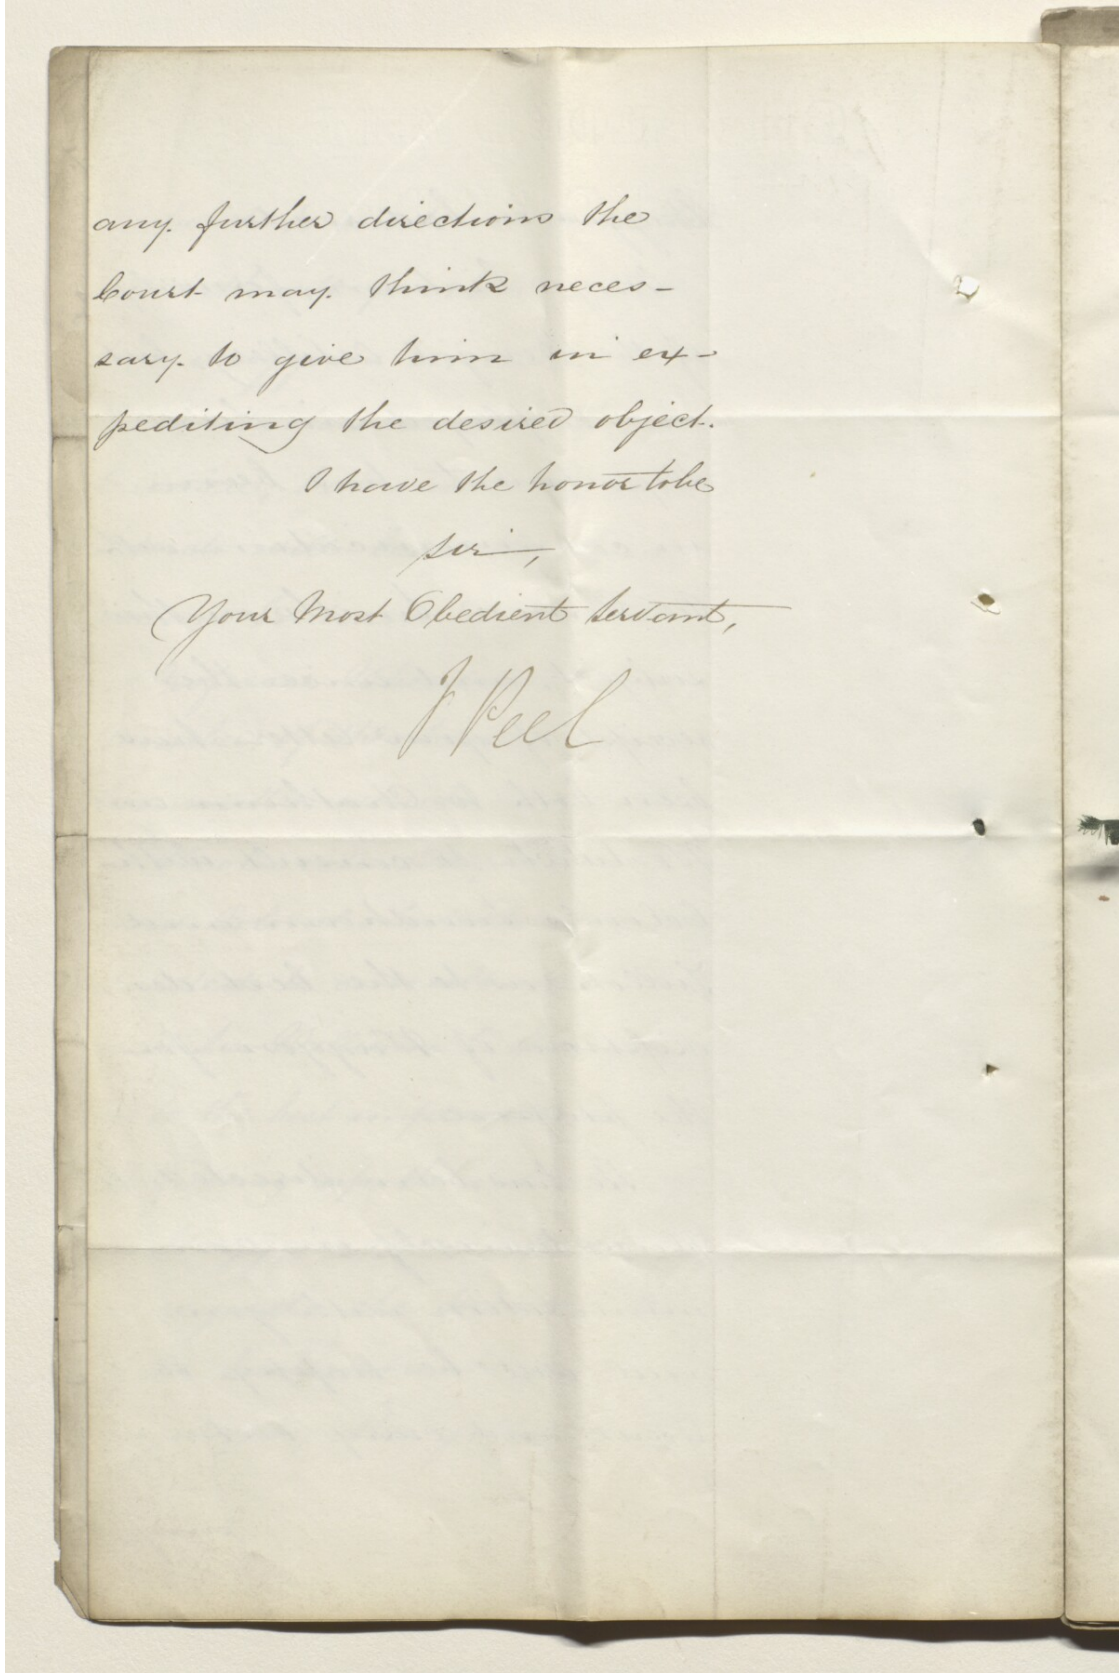 any further directions the
Court may think neces-
sary to give him in ex-
pediting the desired object.
I have the honor to be
Sir,
Your Most Obedient Servant,
J Peel